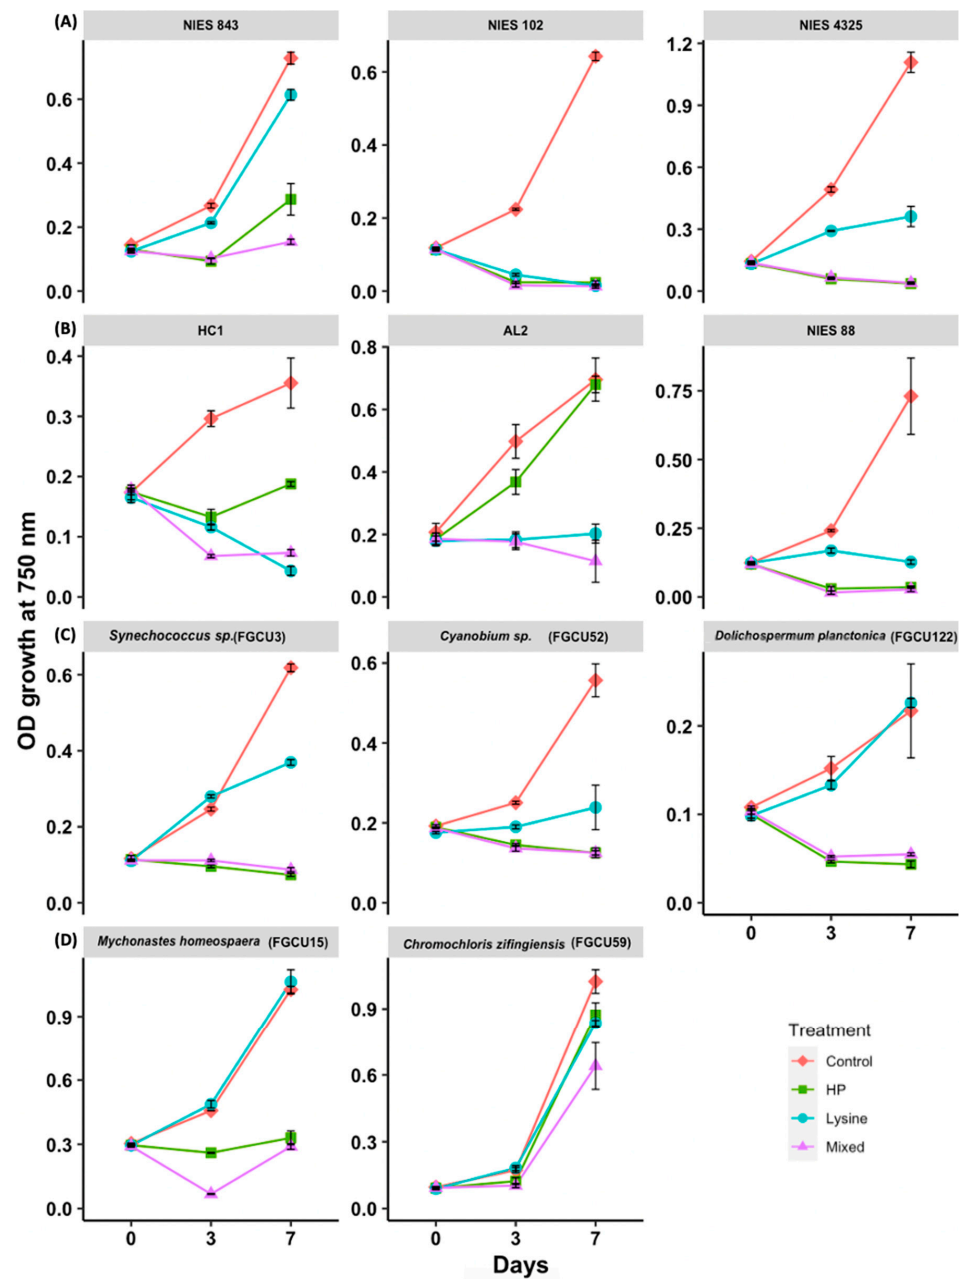 (A)
NIES 843
NIES 102
NIES 4325
0.6
0.4
0.2
0.0
0.6
0.4
0.2
0.0
1.2
0.9
0.6
0.3
0.0
(B)
HC1
AL2
NIES 88
0.4
0.3
0.2
0.1
0.0
0.8
0.6
0.4
0.2
0.0
0.75
0.50
0.25
0.00
OD growth at 750 nm
(C)
Synechococcus sp.(FGCU3)
Cyanobium sp. (FGCU52)
Dolichospermum planctonica (FGCU122)
0.6
0.4
0.2
0.0
0.6
0.4
0.2
0.0
0.2
0.1
0.0
0 3 7
(D)
Mychonastes homeospaera (FGCU15)
Chromochloris zifingiensis (FGCU59)
0.9
0.6
0.3
0.0
0.9
0.6
0.3
0.0
0 3 7
0 3 7
Days
Treatment
Control
HP
Lysine
Mixed